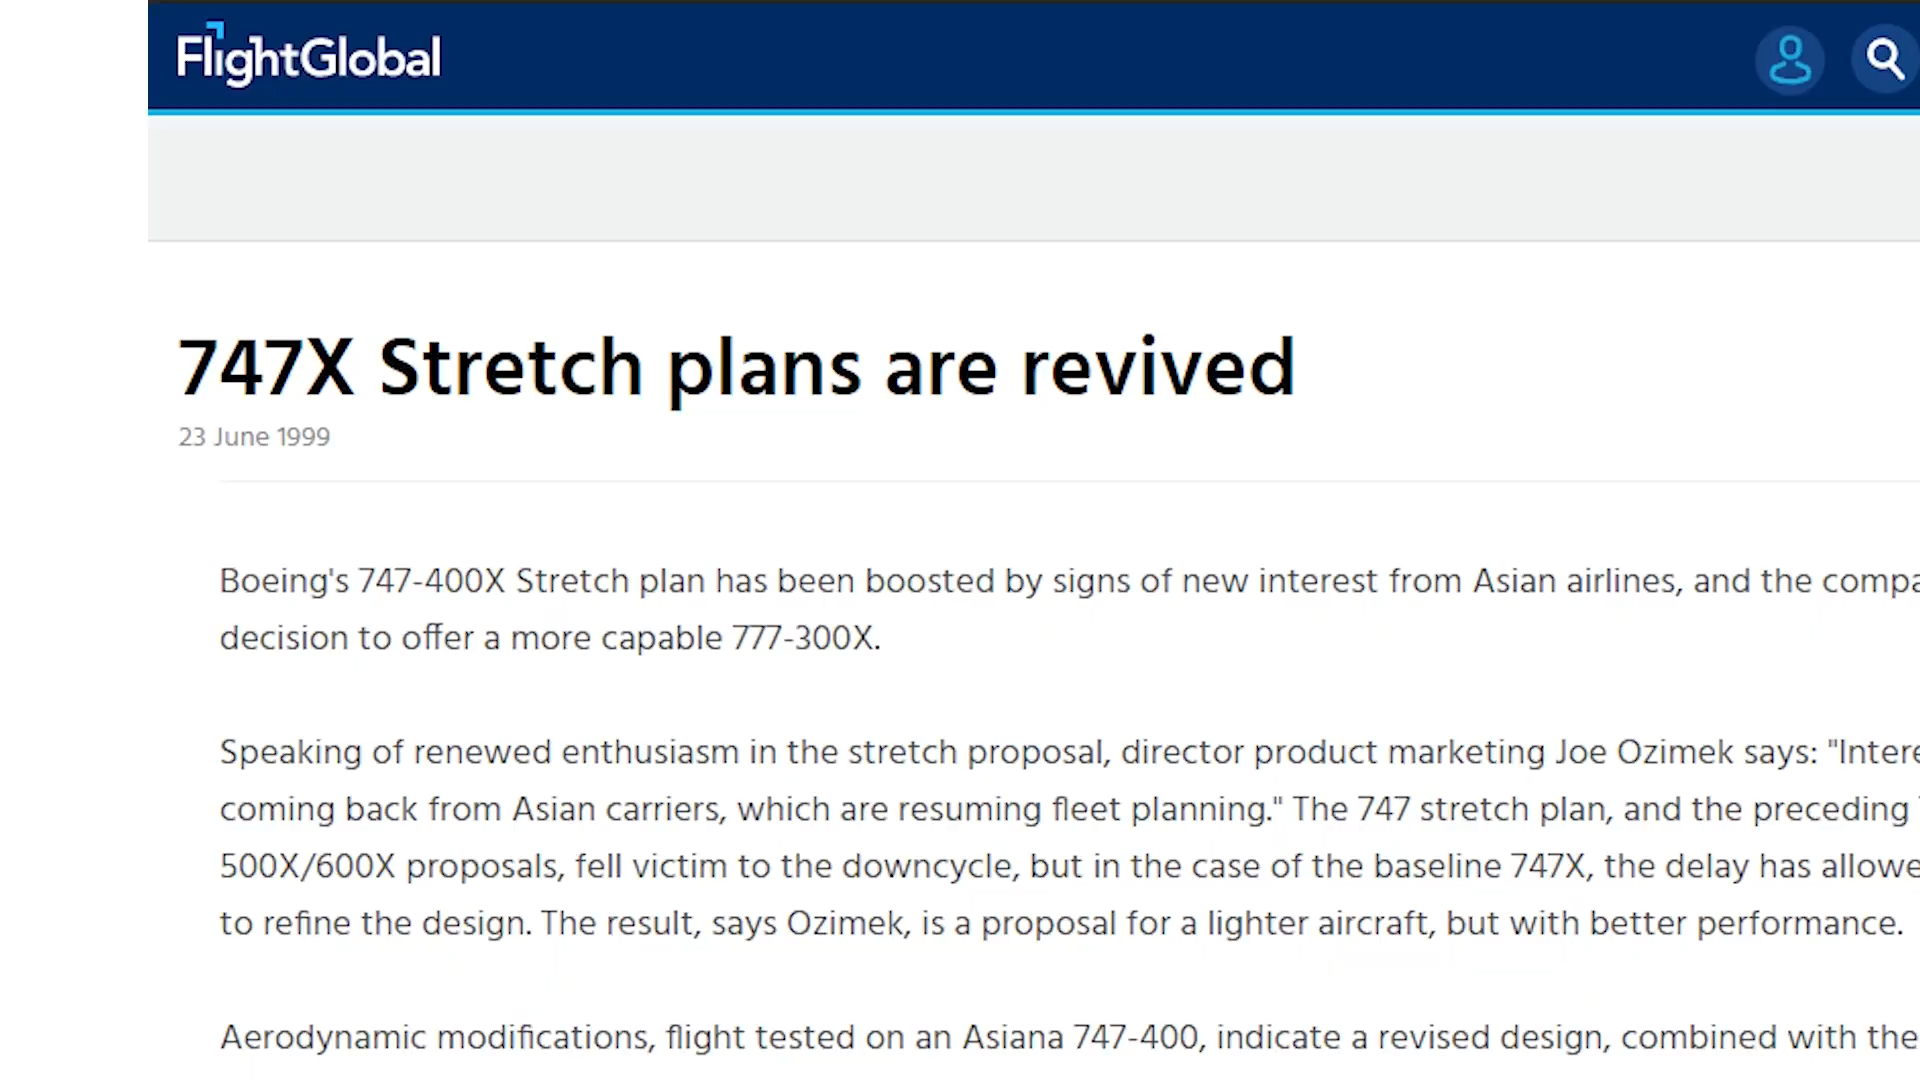 FlightGlobal
747X Stretch plans are revived
23 June 1999
Boeing's 747-400X Stretch plan has been boosted by signs of new interest from Asian airlines, and the
decision to offer a more capable 777-300X.
Speaking of renewed enthusiasm in the stretch proposal, director product marketing Joe Ozimek says:
coming back from Asian carriers, which are resuming fleet planning." The 747 stretch plan, and the preceding
500X/600X proposals, fell victim to the downcycle, but in the case of the baseline 747X, the delay has
to refine the design. The result, says Ozimek, is a proposal for a lighter aircraft, but with better performance.
Aerodynamic modifications, flight tested on an Asiana 747-400, indicate a revised design, combined with the